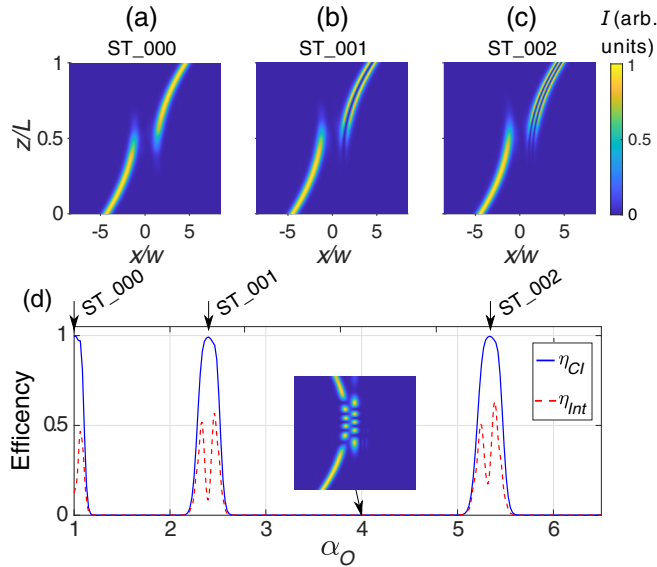 (a)
(b)
(c)
I (arb. units)
ST_000
ST_001
ST_002
z/L
1
0.5
0
-5 0 5
-5 0 5
-5 0 5
x/w
x/w
x/w
1
0.5
0
(d)
ST_000
ST_001
ST_002
Efficency
1
0.5
0
η_Cl
η_Int
1 2 3 4 5 6
α_O